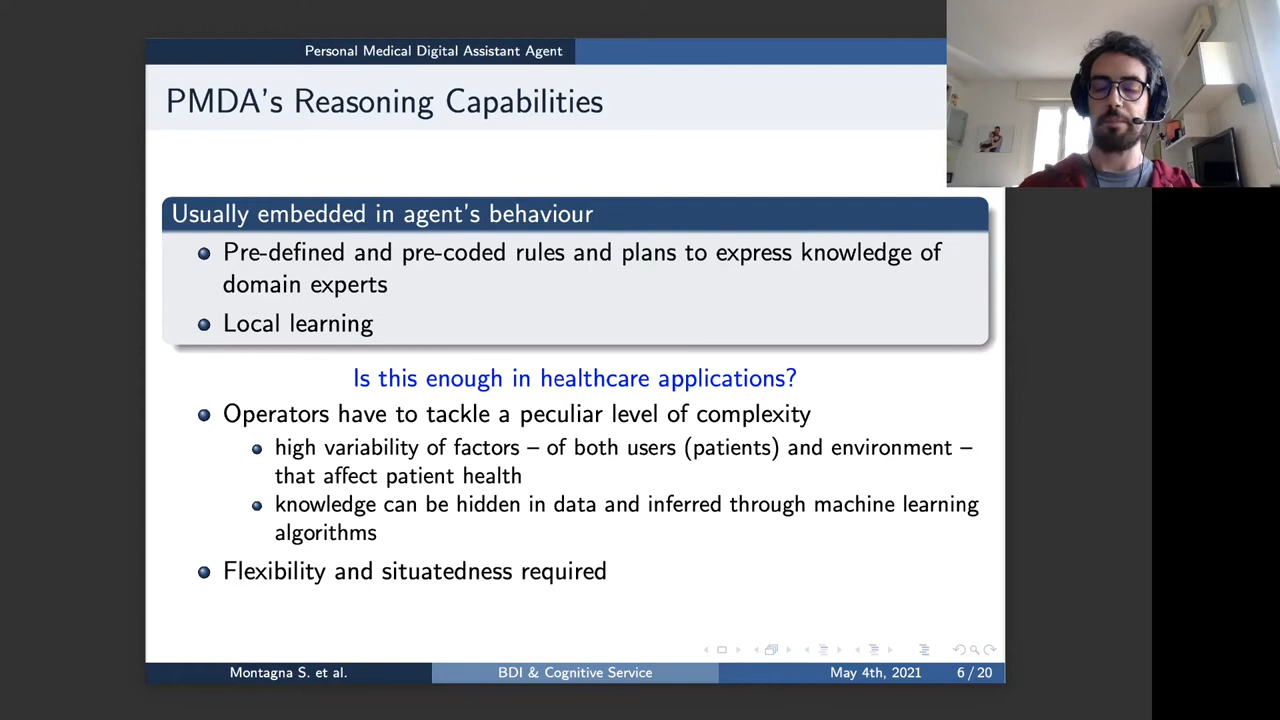 Personal Medical Digital Assistant Agent
PMDA's Reasoning Capabilities
Usually embedded in agent's behaviour
Pre-defined and pre-coded rules and plans to express knowledge of
domain experts
Local learning
Is this enough in healthcare applications?
Operators have to tackle a peculiar level of complexity
high variability of factors – of both users (patients) and environment –
that affect patient health
knowledge can be hidden in data and inferred through machine learning
algorithms
Flexibility and situatedness required
Montagna S. et al.
BDI & Cognitive Service
May 4th, 2021
6 / 20